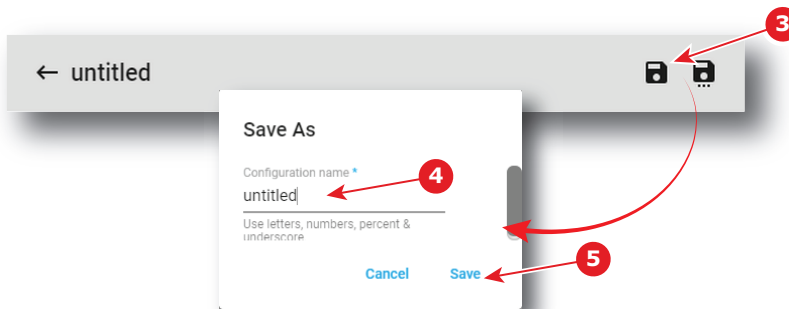 3
← untitled
Save As
Configuration name *
4
untitled
Use letters, numbers, percent &
underscore
5
Cancel Save